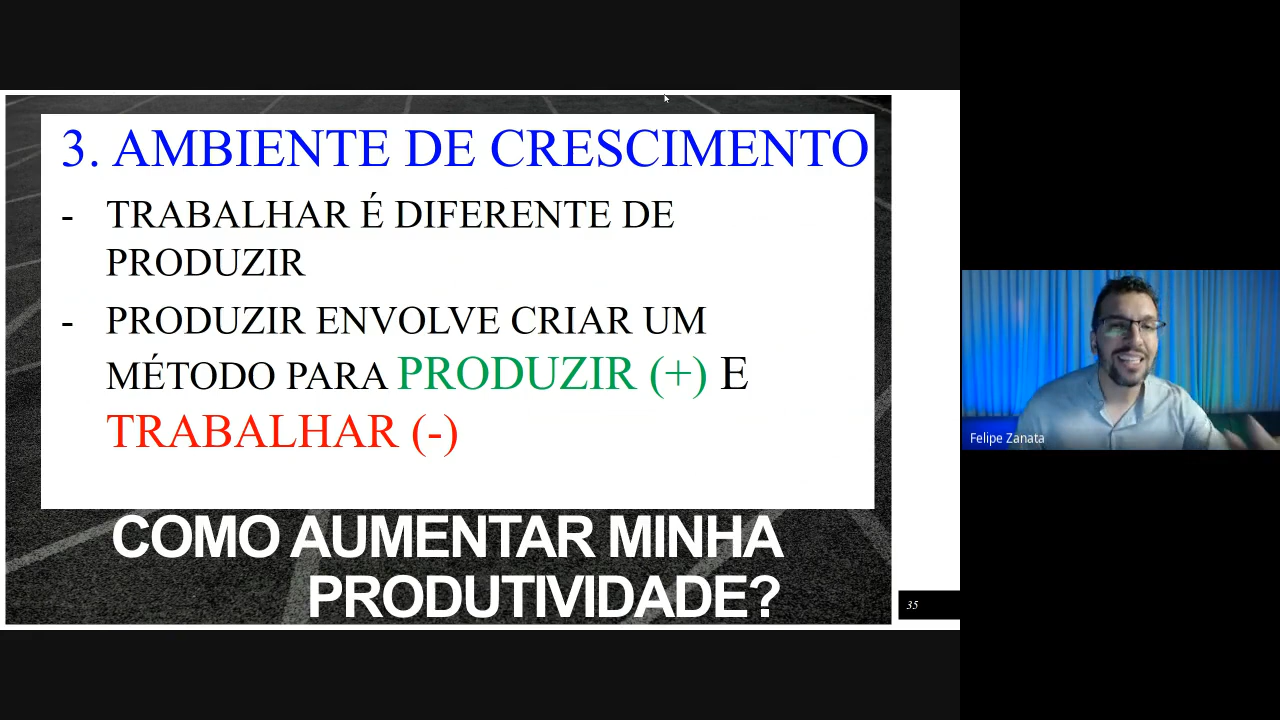 3. AMBIENTE DE CRESCIMENTO
- TRABALHAR É DIFERENTE DE
PRODUZIR
- PRODUZIR ENVOLVE CRIAR UM
MÉTODO PARA PRODUZIR (+) E
TRABALHAR (-)
COMO AUMENTAR MINHA
PRODUTIVIDADE?
35
Felipe Zanata